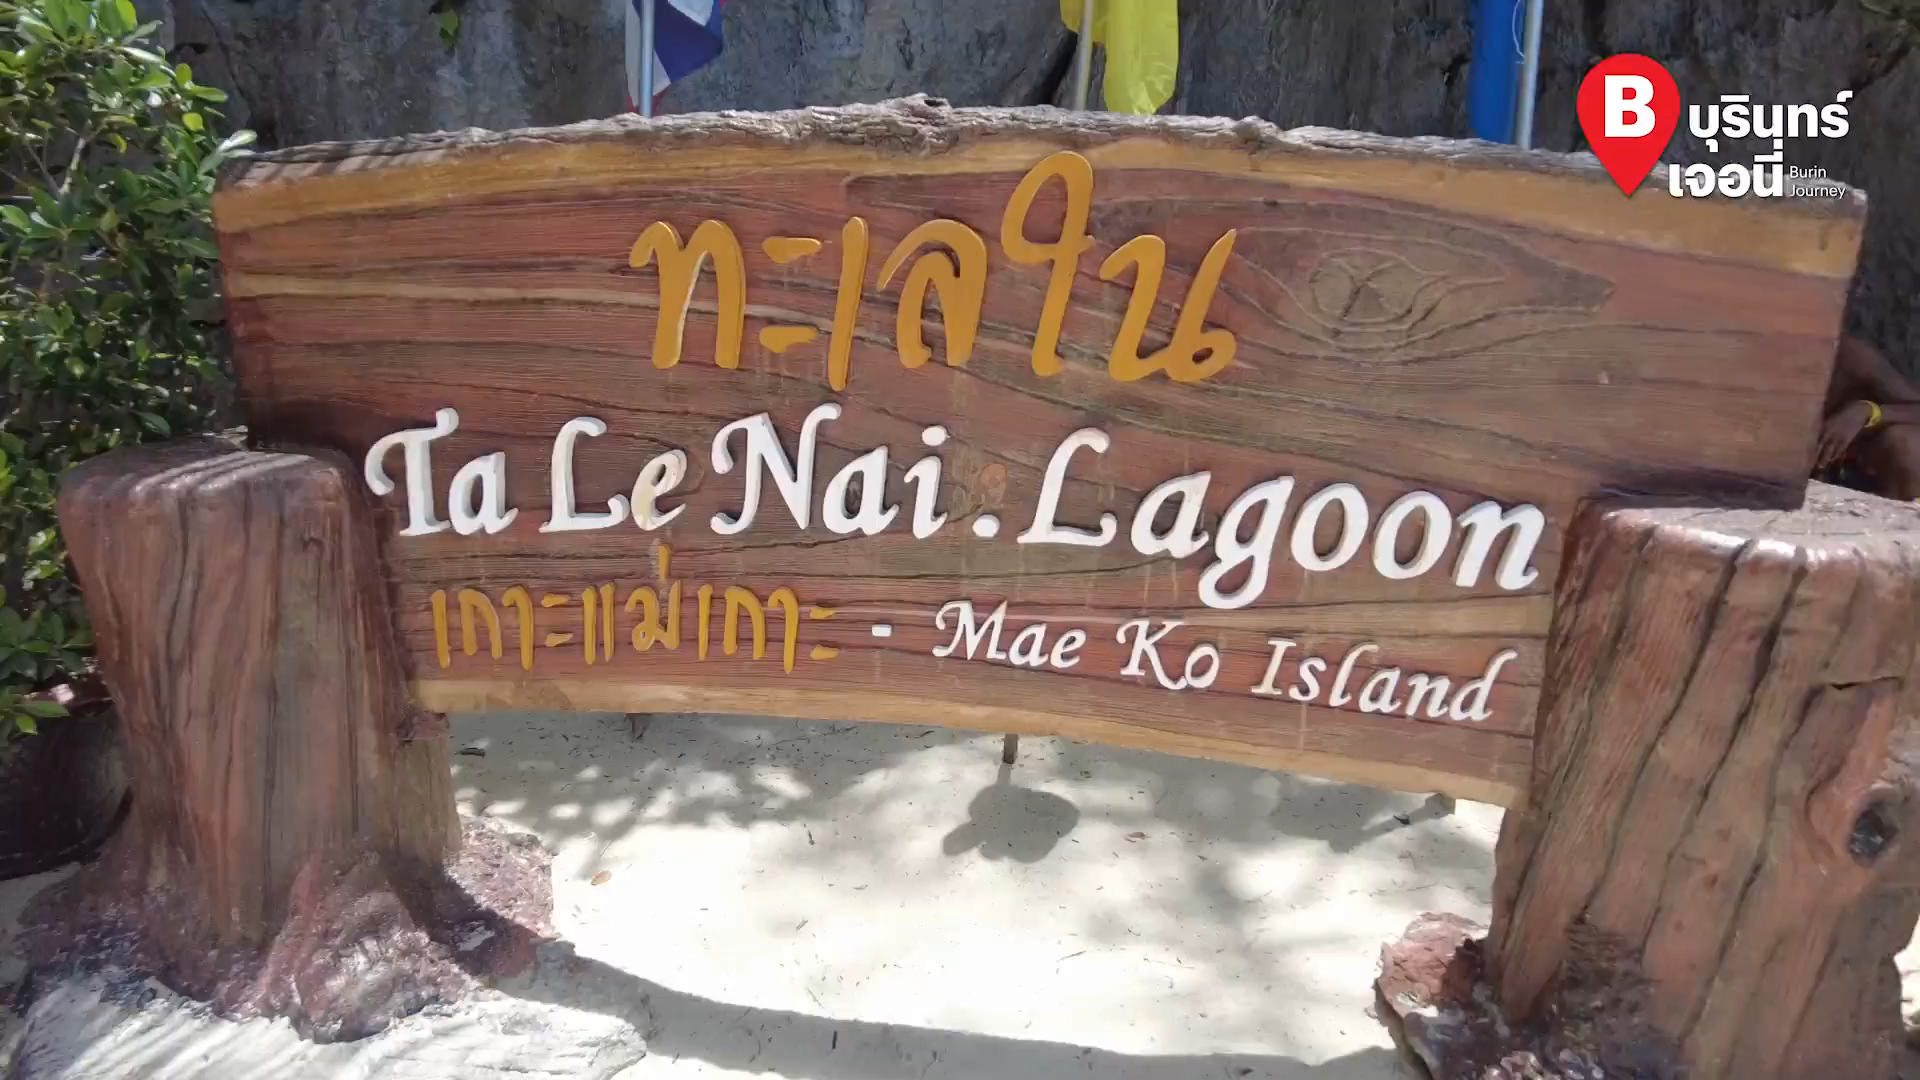 B บุรินทร์
เจอนี่ Burin Journey
ทะเลใน
Ta Le Nai . Lagoon
เกาะแม่เกาะ - Mae Ko Island